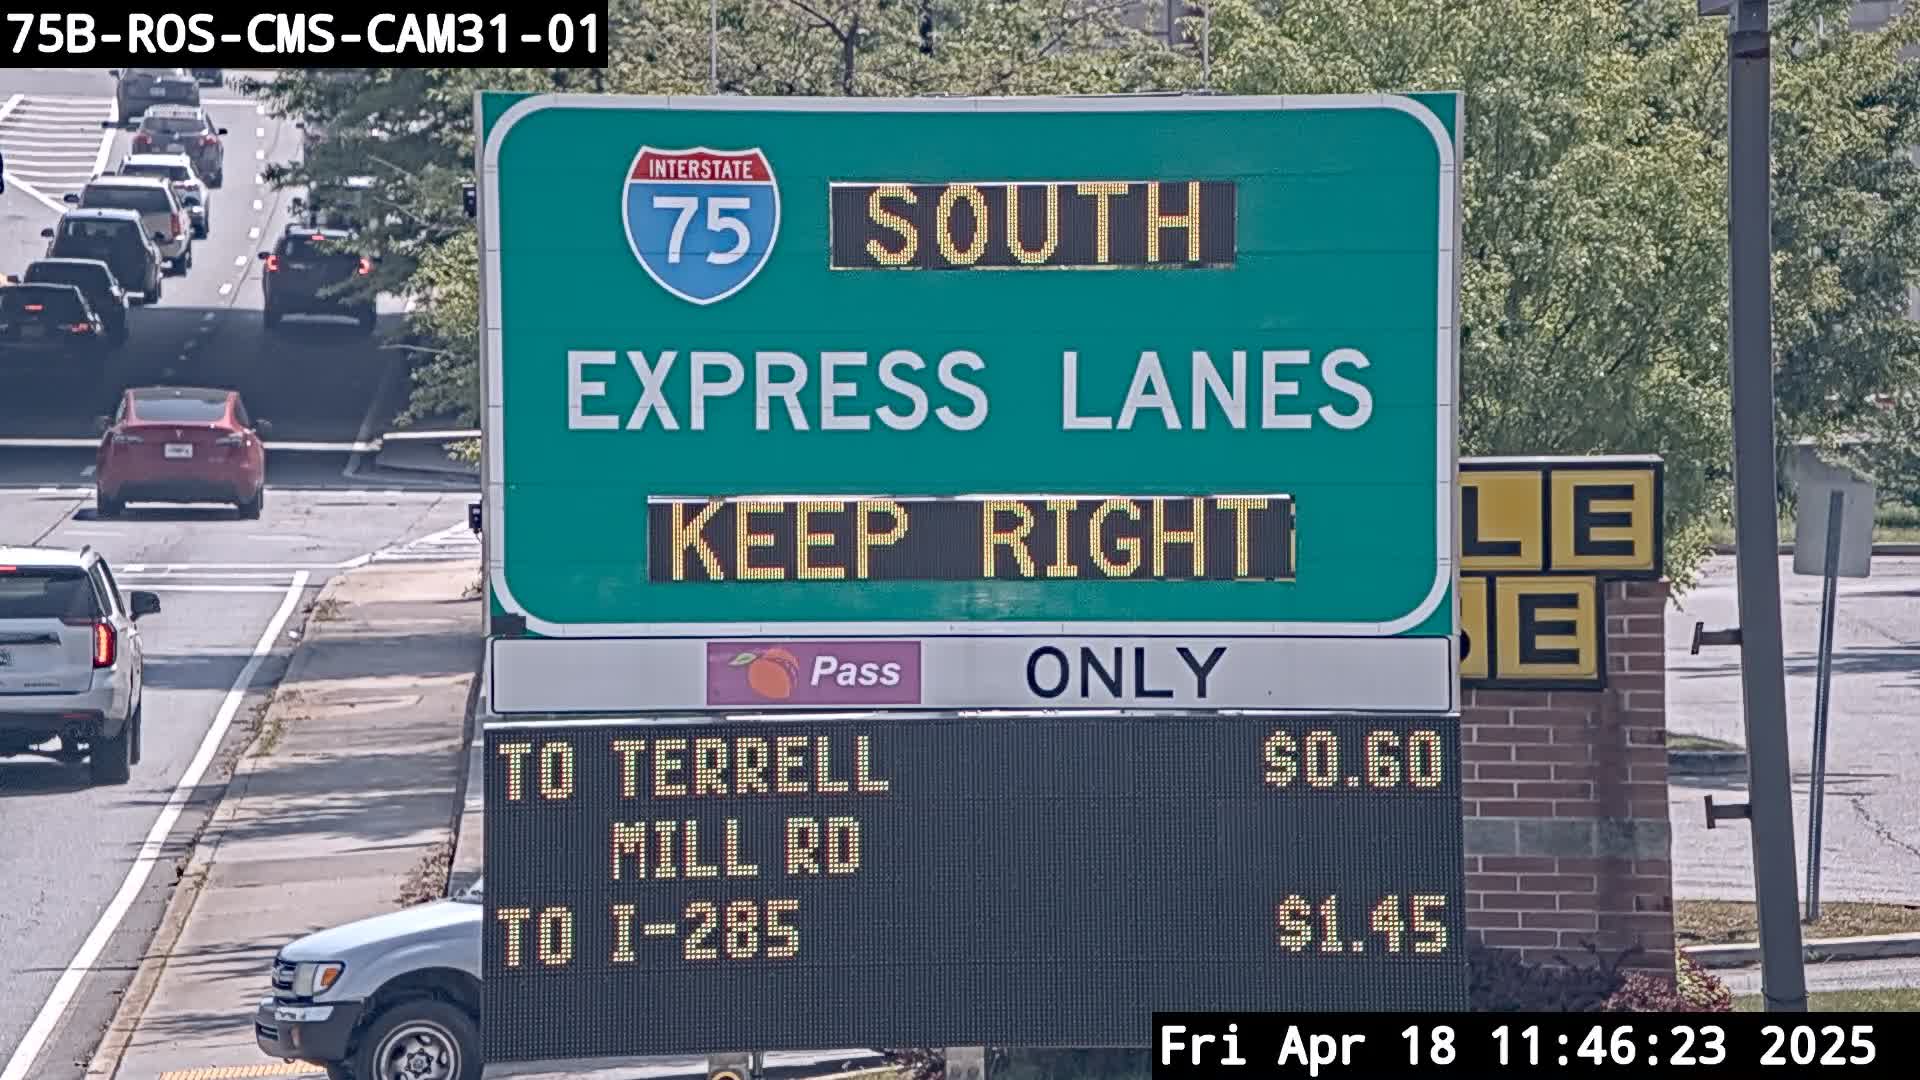 75B-ROS-CMS-CAM31-01
INTERSTATE
75
SOUTH
EXPRESS LANES
KEEP RIGHT
Pass ONLY
TO TERRELL $0.60
MILL RD
TO I-285 $1.45
LE
E
Fri Apr 18 11:46:23 2025